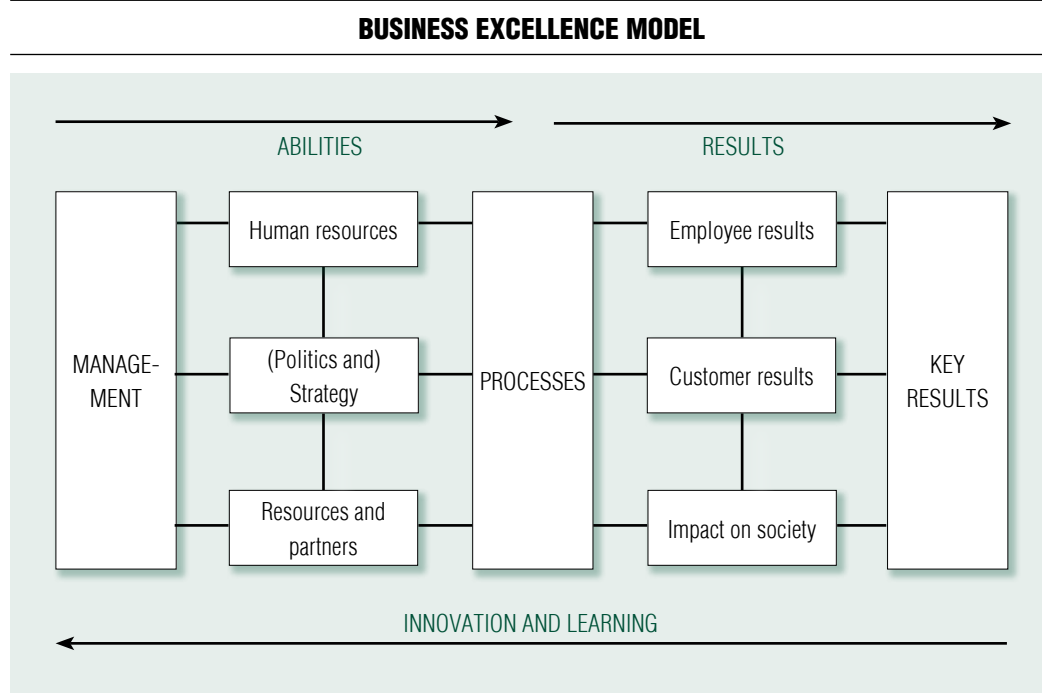 BUSINESS EXCELLENCE MODEL
ABILITIES
RESULTS
Human resources
Employee results
MANAGE-
MENT
(Politics and)
Strategy
PROCESSES
Customer results
KEY
RESULTS
Resources and
partners
Impact on society
INNOVATION AND LEARNING